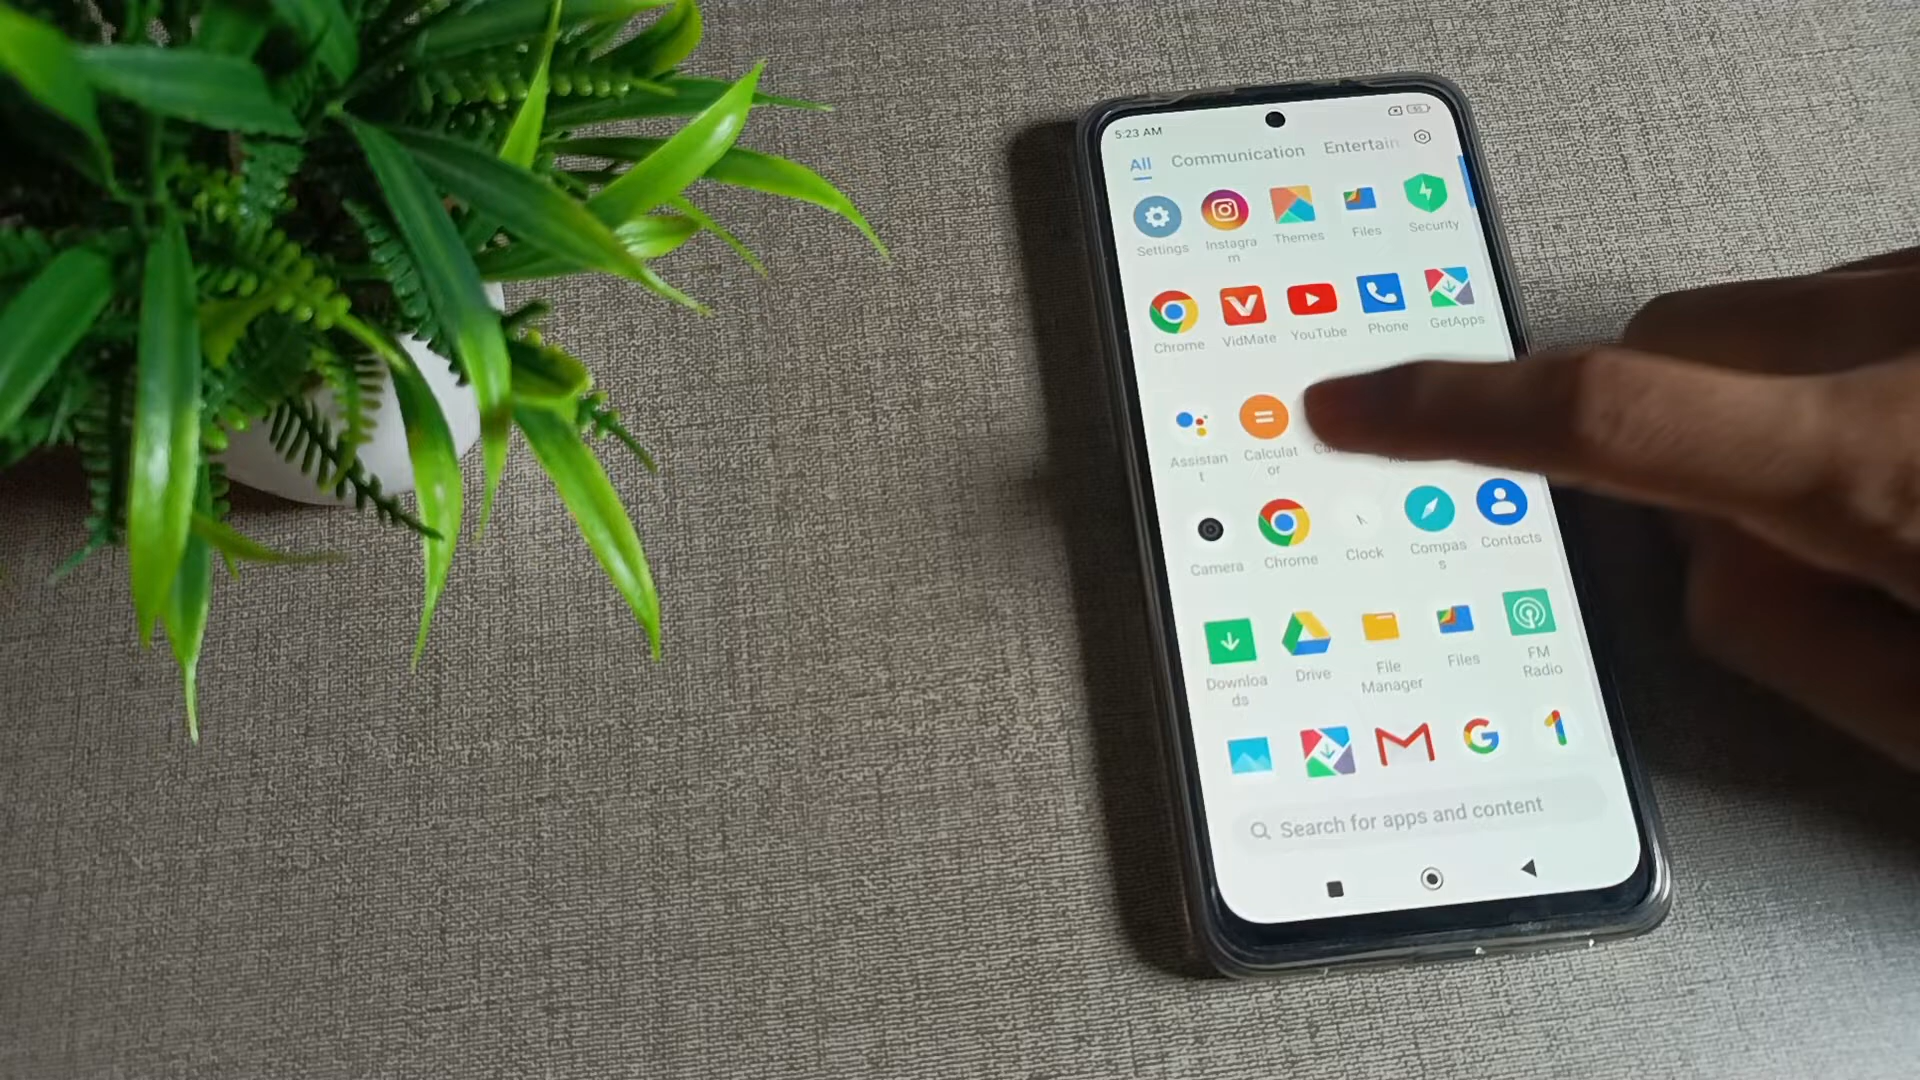 5:23 AM
All Communication Entertain
Settings Instagra
m Themes Files Security
Chrome VidMate YouTube Phone GetApps
Assistan
t Calculat
or
Camera Chrome Clock Compas
s Contacts
Downloa
ds Drive File
Manager Files FM
Radio
Search for apps and content